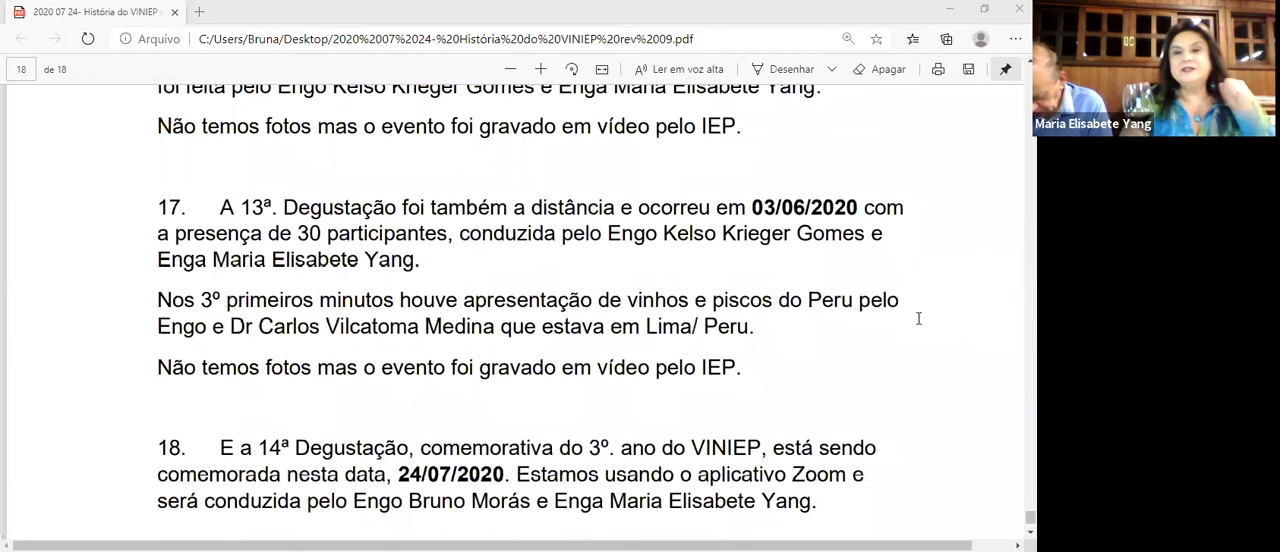 2020 07 24- História do VINIEP
Arquivo C:/Users/Bruna/Desktop/2020%2007%2024-%20História%20do%20VINIEP%20rev%2009.pdf
18 de 18
Ler em voz alta Desenhar Apagar
foi feita pelo Engo Kelso Krieger Gomes e Enga Maria Elisabete Yang.
Não temos fotos mas o evento foi gravado em vídeo pelo IEP.
17. A 13ª. Degustação foi também a distância e ocorreu em 03/06/2020 com
a presença de 30 participantes, conduzida pelo Engo Kelso Krieger Gomes e
Enga Maria Elisabete Yang.
Nos 3º primeiros minutos houve apresentação de vinhos e piscos do Peru pelo
Engo e Dr Carlos Vilcatoma Medina que estava em Lima/ Peru.
Não temos fotos mas o evento foi gravado em vídeo pelo IEP.
18. E a 14ª Degustação, comemorativa do 3º. ano do VINIEP, está sendo
comemorada nesta data, 24/07/2020. Estamos usando o aplicativo Zoom e
será conduzida pelo Engo Bruno Morás e Enga Maria Elisabete Yang.
Maria Elisabete Yang